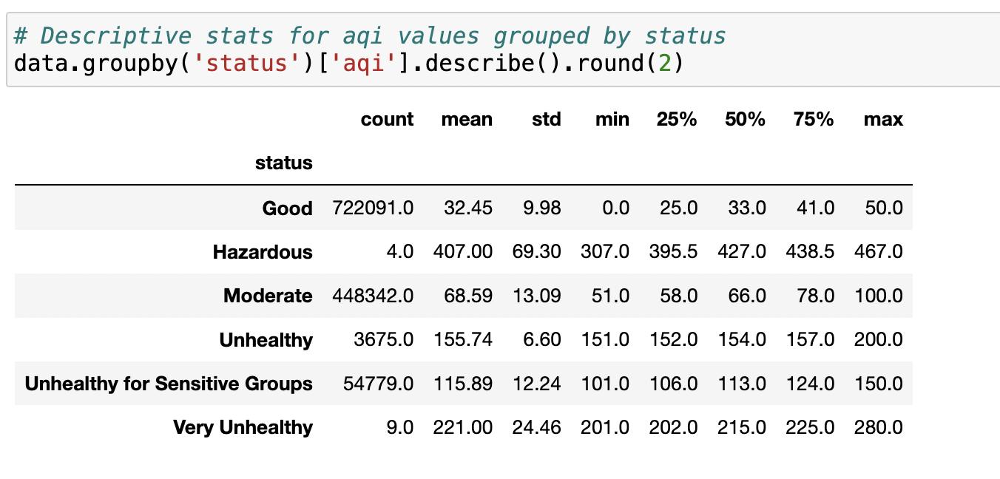 # Descriptive stats for aqi values grouped by status
data.groupby('status')['aqi'].describe().round(2)
count mean std min 25% 50% 75% max
status
Good 722091.0 32.45 9.98 0.0 25.0 33.0 41.0 50.0
Hazardous 4.0 407.00 69.30 307.0 395.5 427.0 438.5 467.0
Moderate 448342.0 68.59 13.09 51.0 58.0 66.0 78.0 100.0
Unhealthy 3675.0 155.74 6.60 151.0 152.0 154.0 157.0 200.0
Unhealthy for Sensitive Groups 54779.0 115.89 12.24 101.0 106.0 113.0 124.0 150.0
Very Unhealthy 9.0 221.00 24.46 201.0 202.0 215.0 225.0 280.0